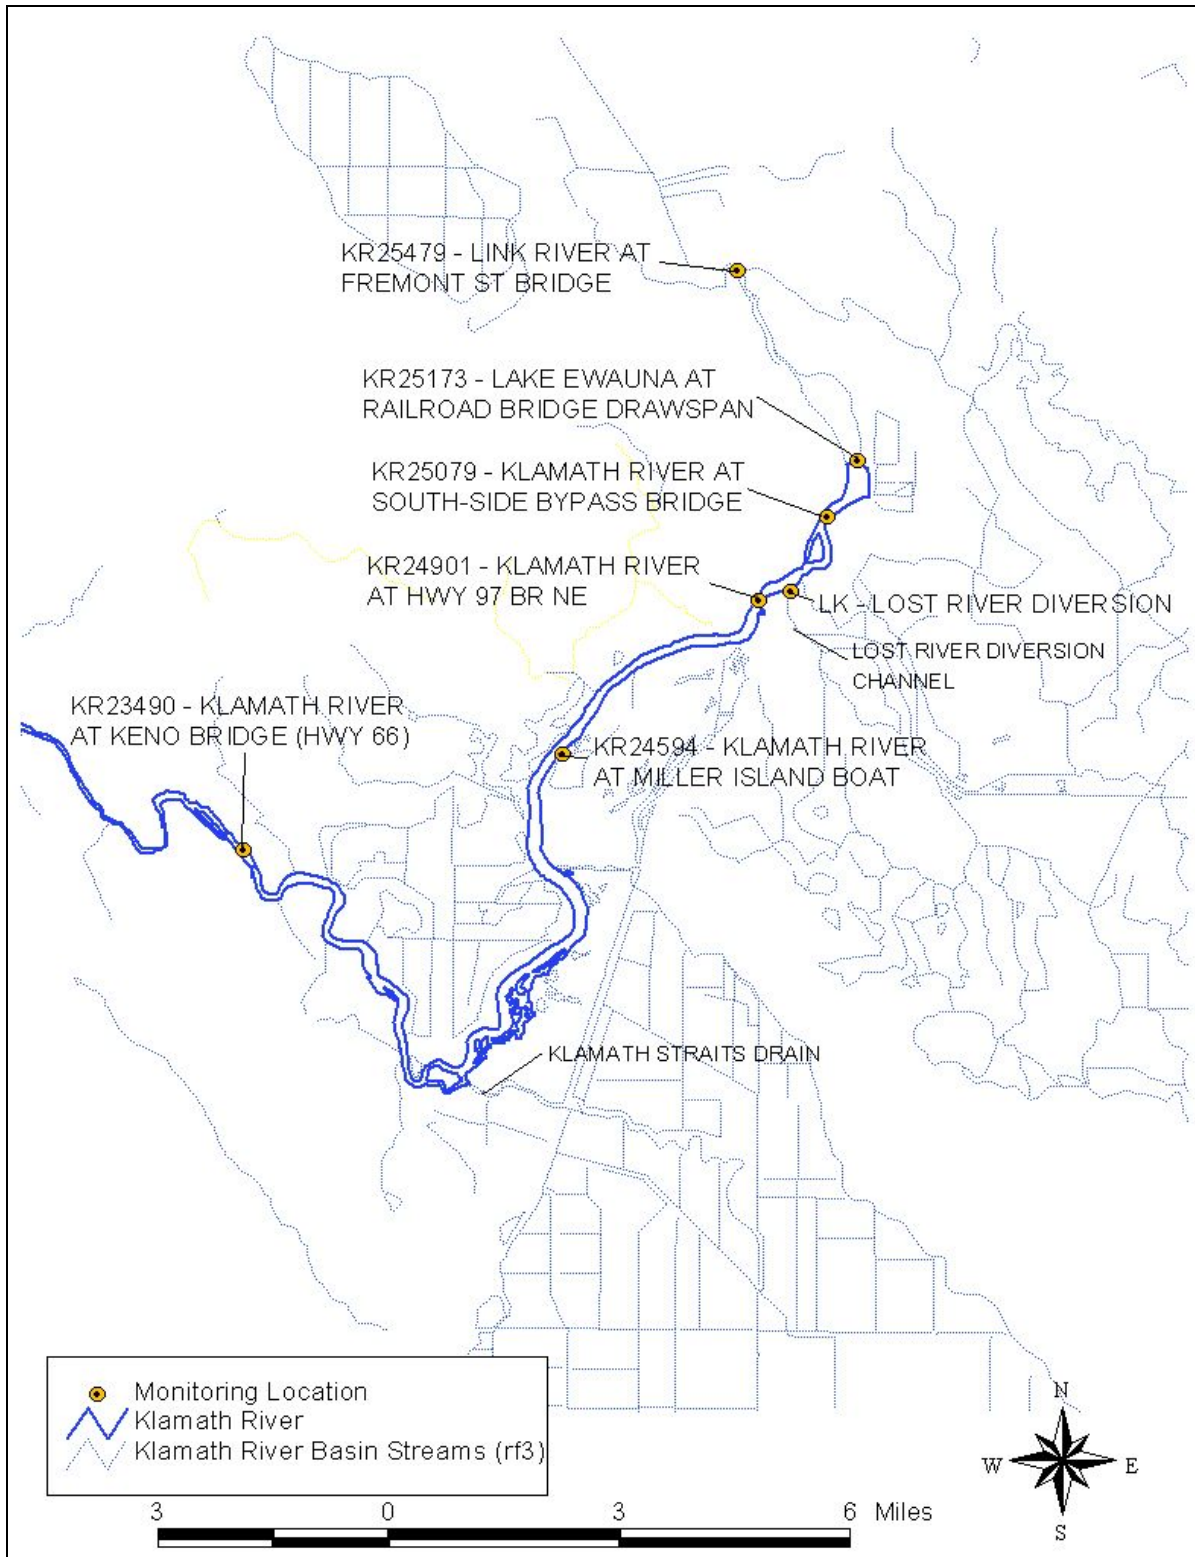 KR25479 - LINK RIVER AT
FREMONT ST BRIDGE
KR25173 - LAKE EWAUNA AT
RAILROAD BRIDGE DRAWSPAN
KR25079 - KLAMATH RIVER AT
SOUTH-SIDE BYPASS BRIDGE
KR24901 - KLAMATH RIVER
AT HWY 97 BR NE
LK - LOST RIVER DIVERSION
LOST RIVER DIVERSION
CHANNEL
KR23490 - KLAMATH RIVER
AT KENO BRIDGE (HWY 66)
KR24594 - KLAMATH RIVER
AT MILLER ISLAND BOAT
KLAMATH STRAITS DRAIN
Monitoring Location
Klamath River
Klamath River Basin Streams (rf3)
N
W
E
S
3 0 3 6 Miles